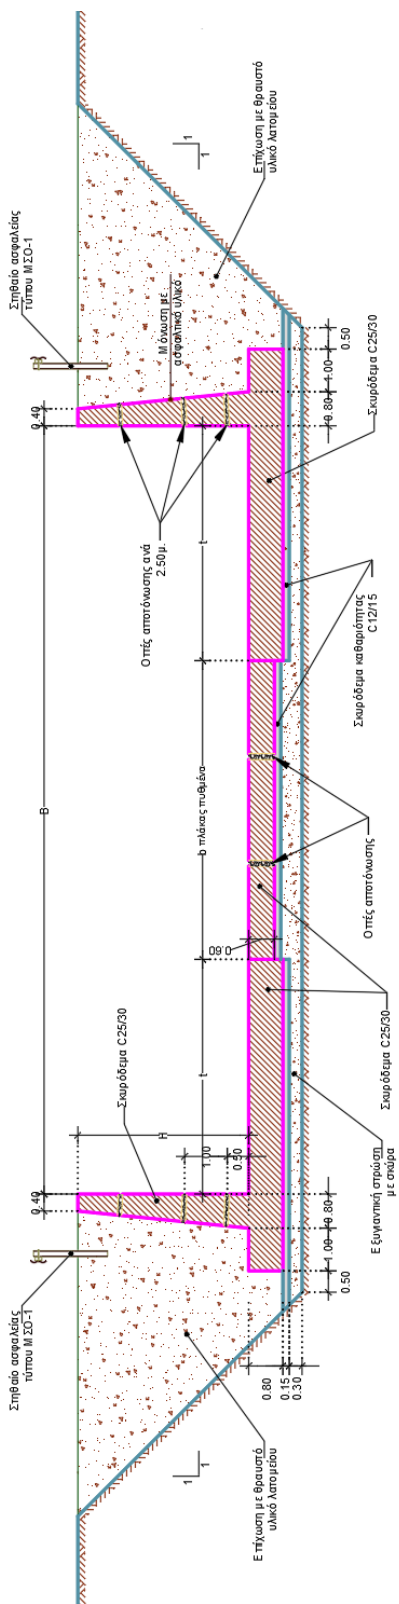 Στηθαίο ασφαλείας
τύπου ΜΣΟ-1
Στηθαίο ασφαλείας
τύπου ΜΣΟ-1
0.40
B
0.40
Μόνωση με
ασφαλτικό υλικό
Σκυρόδεμα C25/30
Οπές αποτόνωσης ανά
2.50μ.
H
1.00
0.50
1
1
1
1
t
b πλάκας πυθμένα
t
0.60
Επίχωση με θραυστό
υλικό λατομείου
Επίχωση με θραυστό
υλικό λατομείου
0.80
0.15
0.30
0.50
1.00
0.80
0.80
1.00
0.50
Εξυγιαντική στρώση
με σκύρα
Σκυρόδεμα C25/30
Οπές αποτόνωσης
Σκυρόδεμα καθαριότητας
C12/15
Σκυρόδεμα C25/30